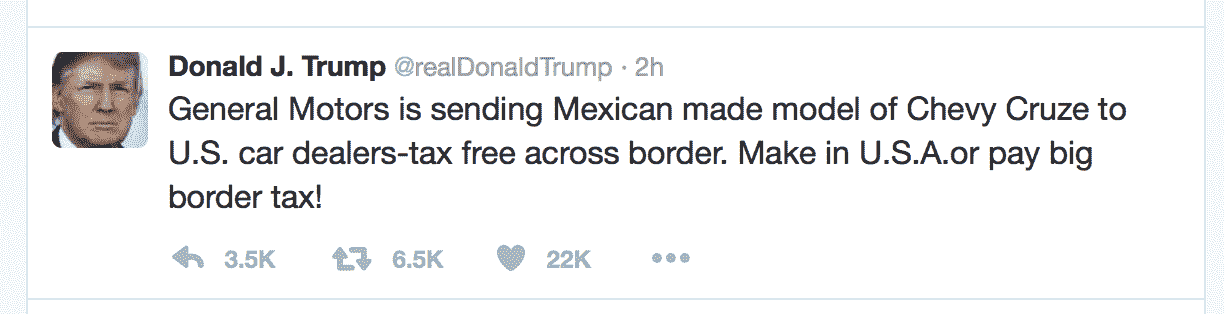 Donald J. Trump @realDonaldTrump · 2h
General Motors is sending Mexican made model of Chevy Cruze to
U.S. car dealers-tax free across border. Make in U.S.A.or pay big
border tax!
3.5K 6.5K 22K